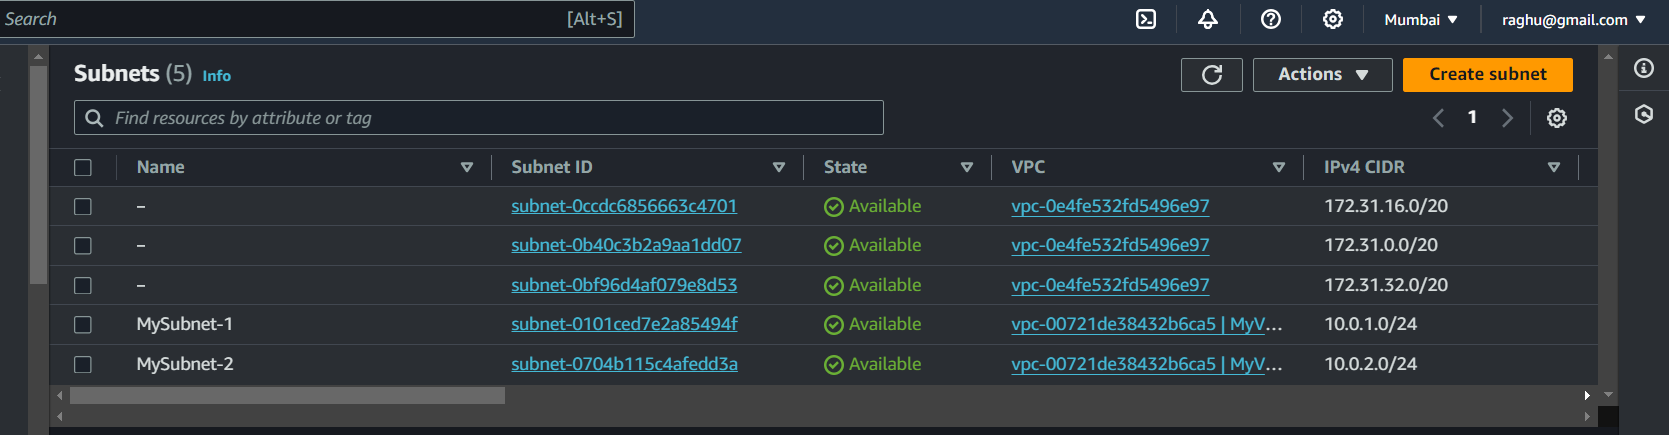 Search [Alt+S] Mumbai raghu@gmail.com
Subnets (5) Info Actions Create subnet
Find resources by attribute or tag 1
Name Subnet ID State VPC IPv4 CIDR
– subnet-0ccdc6856663c4701 Available vpc-0e4fe532fd5496e97 172.31.16.0/20
– subnet-0b40c3b2a9aa1dd07 Available vpc-0e4fe532fd5496e97 172.31.0.0/20
– subnet-0bf96d4af079e8d53 Available vpc-0e4fe532fd5496e97 172.31.32.0/20
MySubnet-1 subnet-0101ced7e2a85494f Available vpc-00721de38432b6ca5 | MyV... 10.0.1.0/24
MySubnet-2 subnet-0704b115c4afedd3a Available vpc-00721de38432b6ca5 | MyV... 10.0.2.0/24